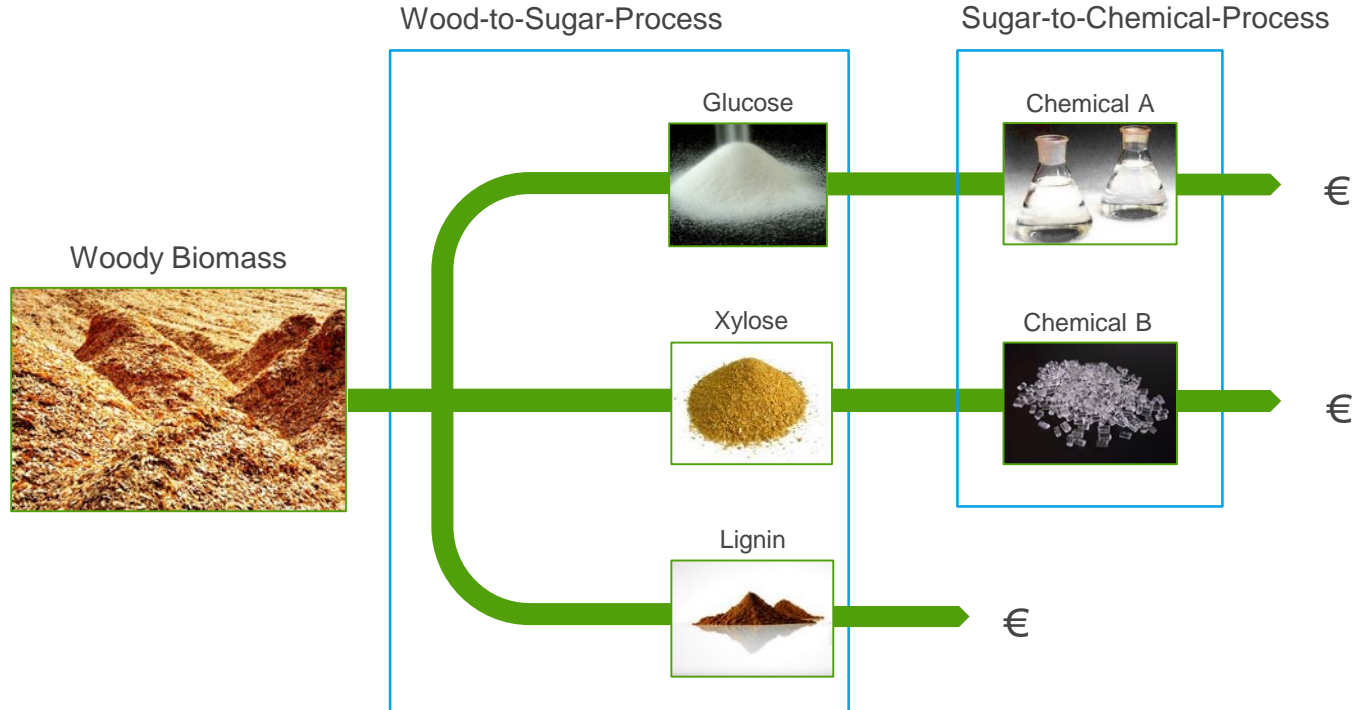 Wood-to-Sugar-Process
Sugar-to-Chemical-Process
Glucose
Chemical A
€
Woody Biomass
Xylose
Chemical B
€
Lignin
€